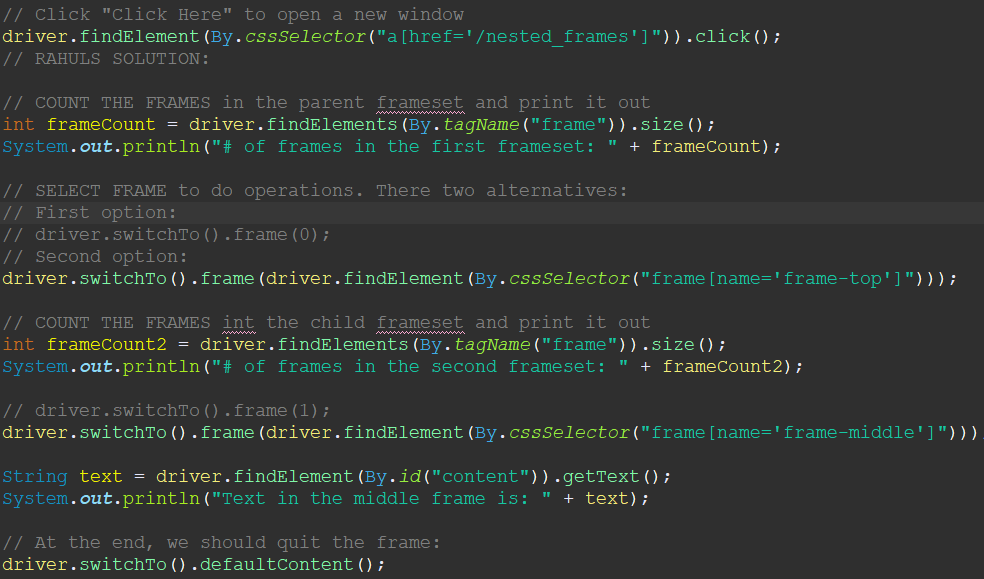 // Click "Click Here" to open a new window
driver.findElement(By.cssSelector("a[href='/nested_frames']")).click();
// RAHULS SOLUTION:
// COUNT THE FRAMES in the parent frameset and print it out
int frameCount = driver.findElements(By.tagName("frame")).size();
System.out.println("# of frames in the first frameset: " + frameCount);
// SELECT FRAME to do operations. There two alternatives:
// First option:
// driver.switchTo().frame(0);
// Second option:
driver.switchTo().frame(driver.findElement(By.cssSelector("frame[name='frame-top']")));
// COUNT THE FRAMES int the child frameset and print it out
int frameCount2 = driver.findElements(By.tagName("frame")).size();
System.out.println("# of frames in the second frameset: " + frameCount2);
// driver.switchTo().frame(1);
driver.switchTo().frame(driver.findElement(By.cssSelector("frame[name='frame-middle']")))
String text = driver.findElement(By.id("content")).getText();
System.out.println("Text in the middle frame is: " + text);
// At the end, we should quit the frame:
driver.switchTo().defaultContent();